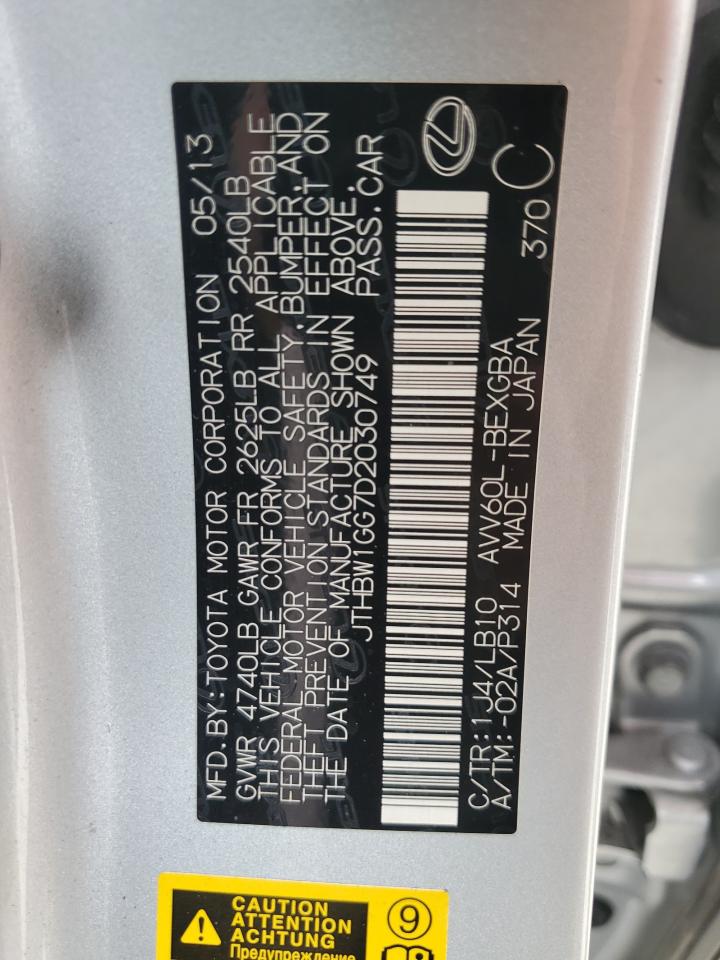 MFD. BY: TOYOTA MOTOR CORPORATION 05/13
GVWR 4740LB GAWR FR 2625LB RR 2540LB
THIS VEHICLE CONFORMS TO ALL APPLICABLE
FEDERAL MOTOR VEHICLE SAFETY, BUMPER, AND
THEFT PREVENTION STANDARDS IN EFFECT ON
THE DATE OF MANUFACTURE SHOWN ABOVE.
JTHBW1GG7D2030749 PASS. CAR
C/TR: 1J4/LB10 AVV60L-BEXGBA 370 C
A/TM: -02A/P314 MADE IN JAPAN
CAUTION
ATTENTION
ACHTUNG
Предупреждение
9